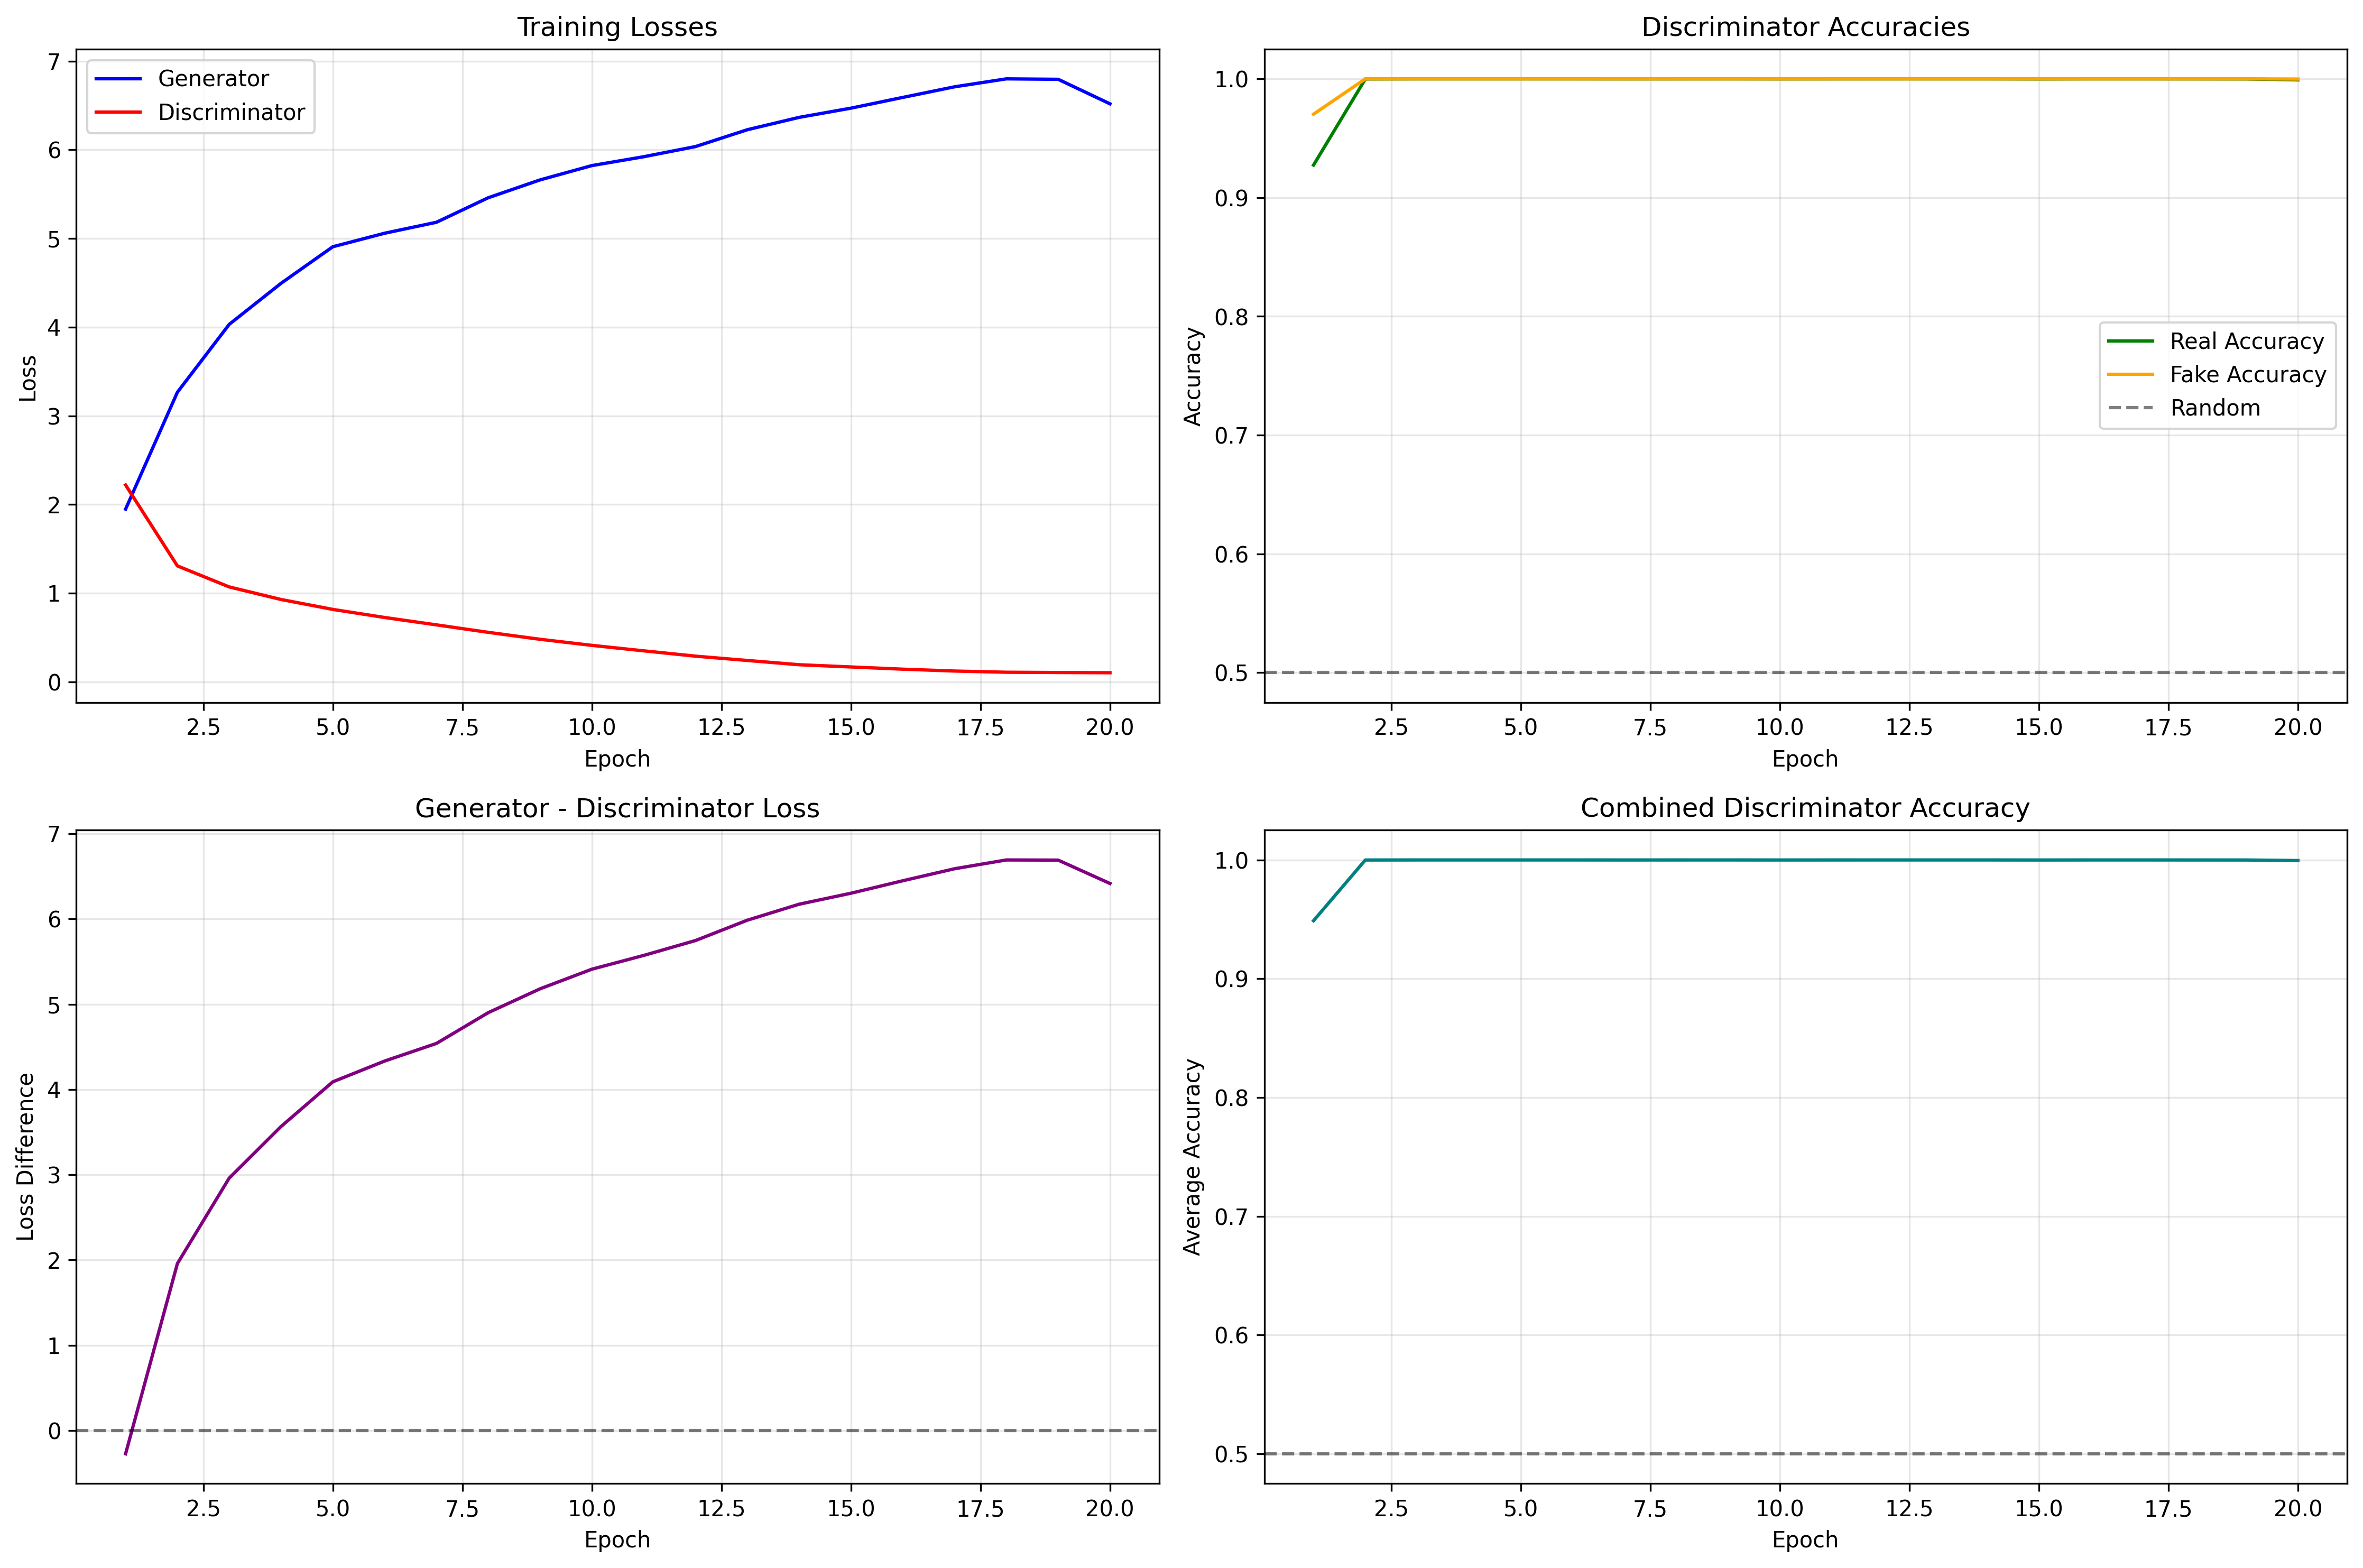 Training Losses
7
6
5
4
3
2
1
0
Loss
Generator
Discriminator
2.5 5.0 7.5 10.0 12.5 15.0 17.5 20.0
Epoch
Discriminator Accuracies
1.0
0.9
0.8
0.7
0.6
0.5
Accuracy
Real Accuracy
Fake Accuracy
Random
2.5 5.0 7.5 10.0 12.5 15.0 17.5 20.0
Epoch
Generator - Discriminator Loss
7
6
5
4
3
2
1
0
Loss Difference
2.5 5.0 7.5 10.0 12.5 15.0 17.5 20.0
Epoch
Combined Discriminator Accuracy
1.0
0.9
0.8
0.7
0.6
0.5
Average Accuracy
2.5 5.0 7.5 10.0 12.5 15.0 17.5 20.0
Epoch